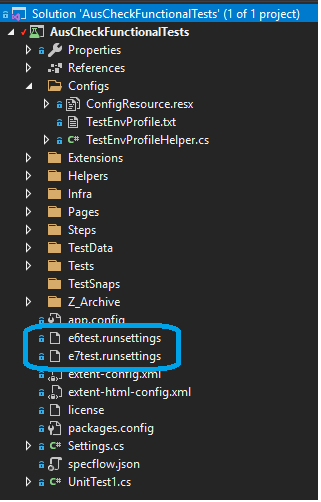 Solution 'AusCheckFunctionalTests' (1 of 1 project)
AusCheckFunctionalTests
Properties
References
Configs
ConfigResource.resx
TestEnvProfile.txt
C# TestEnvProfileHelper.cs
Extensions
Helpers
Infra
Pages
Steps
TestData
Tests
TestSnaps
Z_Archive
app.config
e6test.runsettings
e7test.runsettings
extent-config.xml
extent-html-config.xml
license
packages.config
C# Settings.cs
specflow.json
C# UnitTest1.cs